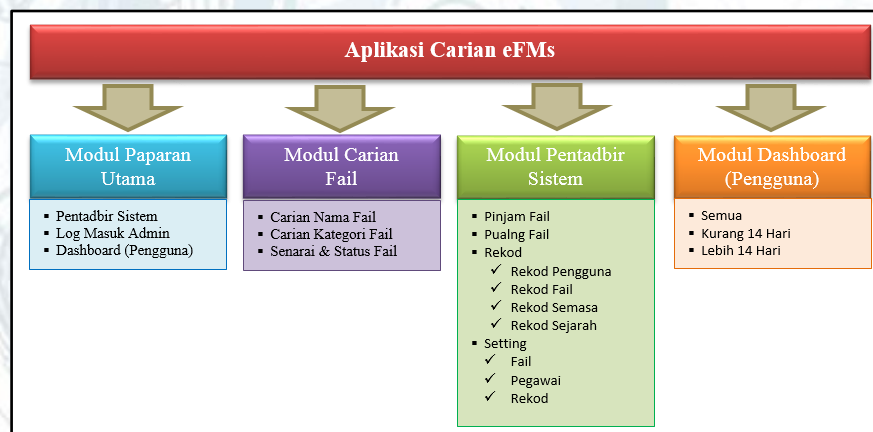 Aplikasi Carian eFMs
Modul Paparan
Utama
Pentadbir Sistem
Log Masuk Admin
Dashboard (Pengguna)
Modul Carian
Fail
Carian Nama Fail
Carian Kategori Fail
Senarai & Status Fail
Modul Pentadbir
Sistem
Pinjam Fail
Pualng Fail
Rekod
Rekod Pengguna
Rekod Fail
Rekod Semasa
Rekod Sejarah
Setting
Fail
Pegawai
Rekod
Modul Dashboard
(Pengguna)
Semua
Kurang 14 Hari
Lebih 14 Hari